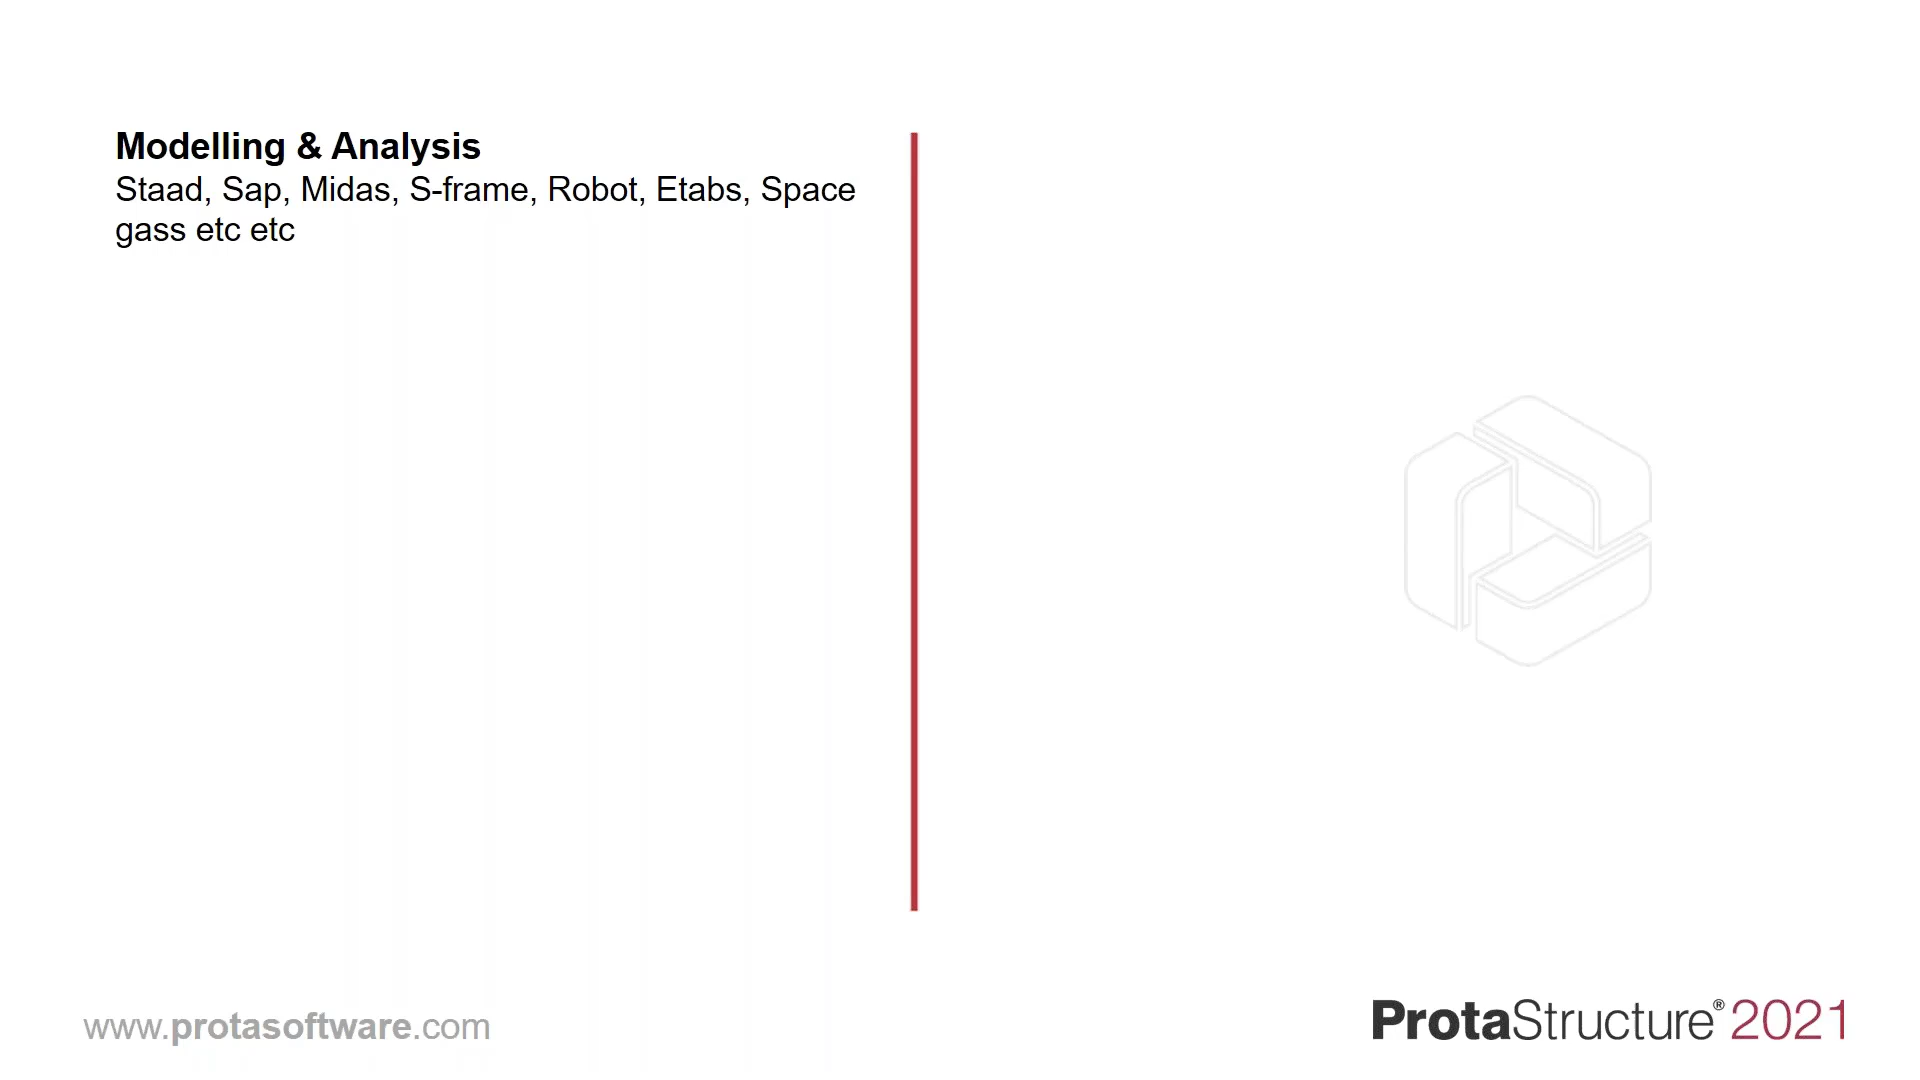 Modelling & Analysis
Staad, Sap, Midas, S-frame, Robot, Etabs, Space
gass etc etc
www.protasoftware.com
ProtaStructure® 2021